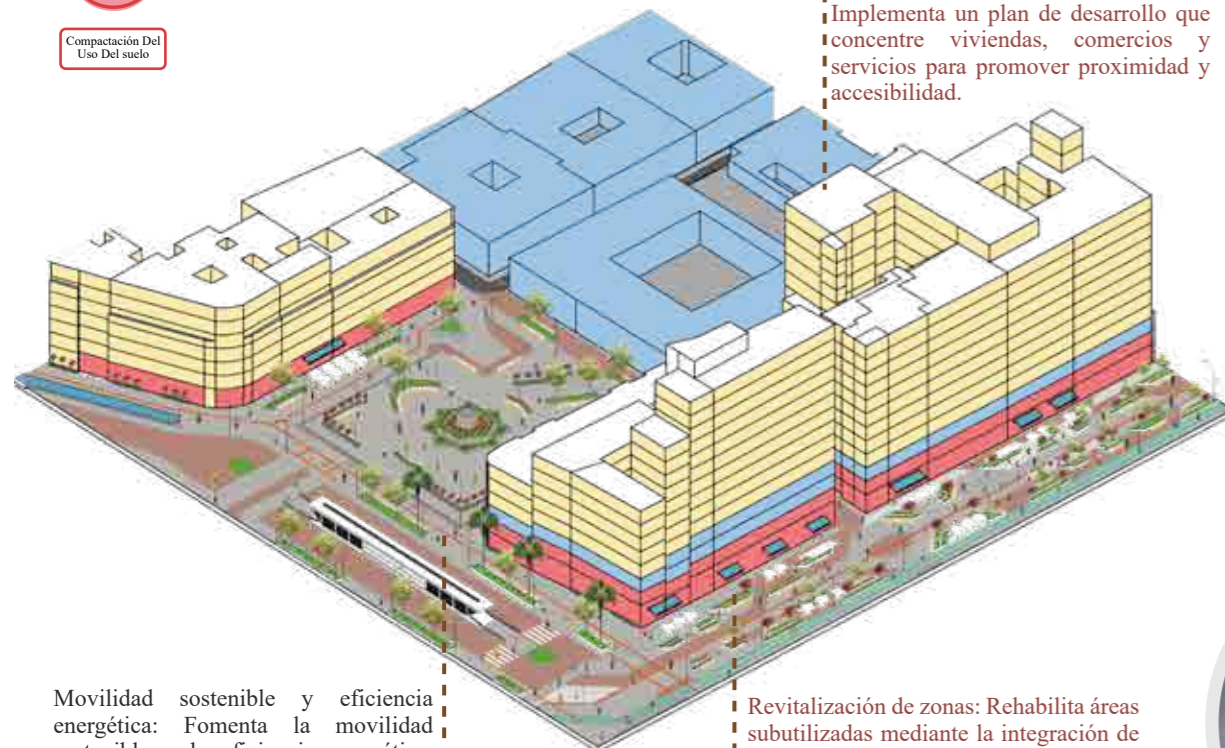 Compactación Del
Uso Del suelo
Implementa un plan de desarrollo que
concentre viviendas, comercios y
servicios para promover proximidad y
accesibilidad.
Movilidad sostenible y eficiencia
energética: Fomenta la movilidad
Revitalización de zonas: Rehabilita áreas
subutilizadas mediante la integración de